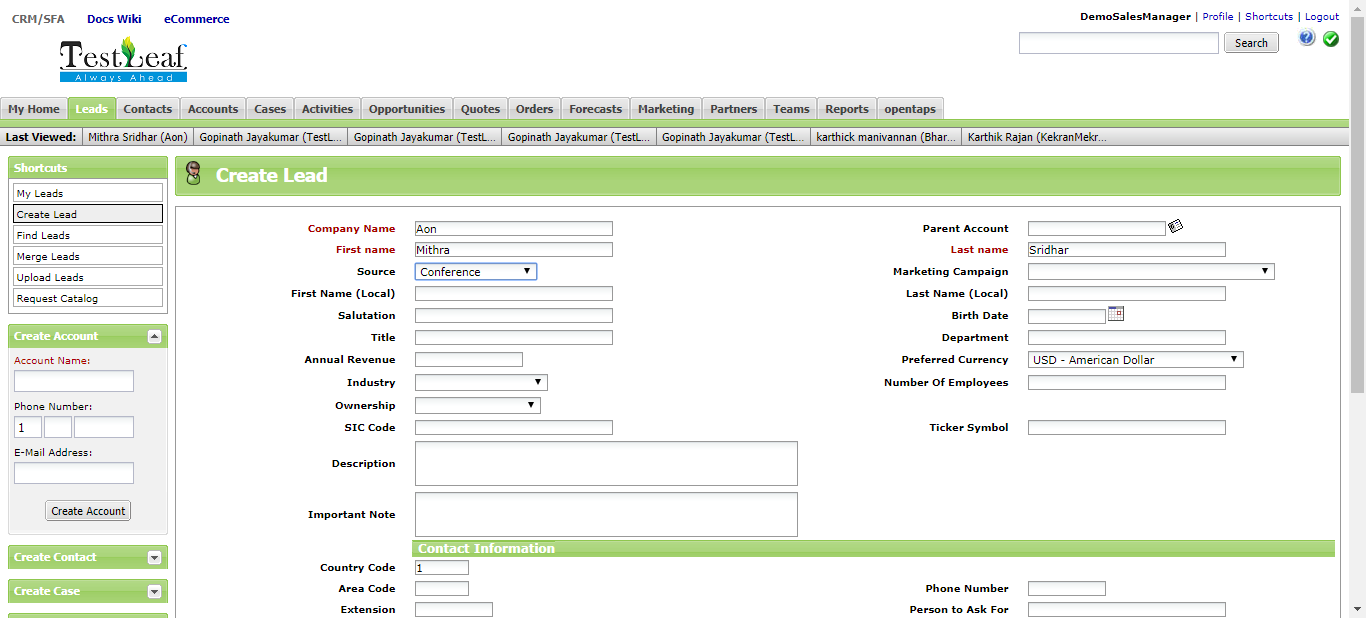 CRM/SFA Docs Wiki eCommerce
DemoSalesManager | Profile | Shortcuts | Logout
TestLeaf
Always Ahead
Search
?
My Home Leads Contacts Accounts Cases Activities Opportunities Quotes Orders Forecasts Marketing Partners Teams Reports opentaps
Last Viewed: Mithra Sridhar (Aon) Gopinath Jayakumar (TestL... Gopinath Jayakumar (TestL... Gopinath Jayakumar (TestL... Gopinath Jayakumar (TestL... karthick manivannan (Bhar... Karthik Rajan (KekranMekr...
Shortcuts
My Leads
Create Lead
Find Leads
Merge Leads
Upload Leads
Request Catalog
Create Account
Account Name:
Phone Number:
1
E-Mail Address:
Create Account
Create Contact
Create Case
Create Lead
Company Name Aon Parent Account
First name Mithra Last name Sridhar
Source Conference Marketing Campaign
First Name (Local) Last Name (Local)
Salutation Birth Date
Title Department
Annual Revenue Preferred Currency USD - American Dollar
Industry Number Of Employees
Ownership
SIC Code Ticker Symbol
Description
Important Note
Contact Information
Country Code 1
Area Code Phone Number
Extension Person to Ask For